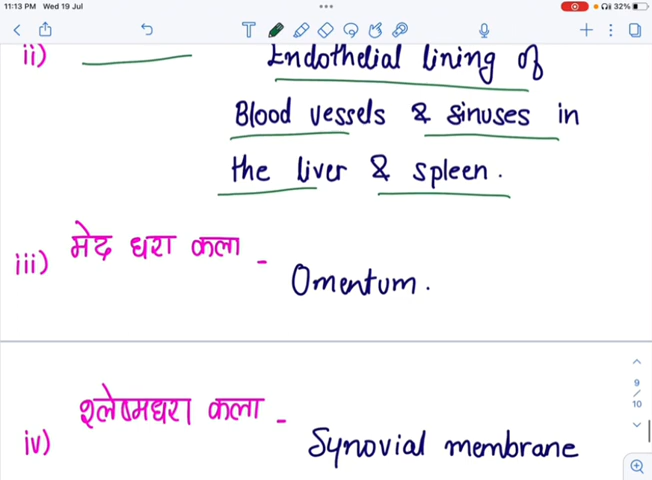 11:13 PM Wed 19 Jul
32%
ii) Endothelial lining of
Blood vessels & sinuses in
the liver & spleen.
iii) मेद धरा कला - Omentum.
9
/
10
iv) श्लेष्मधरा कला - Synovial membrane